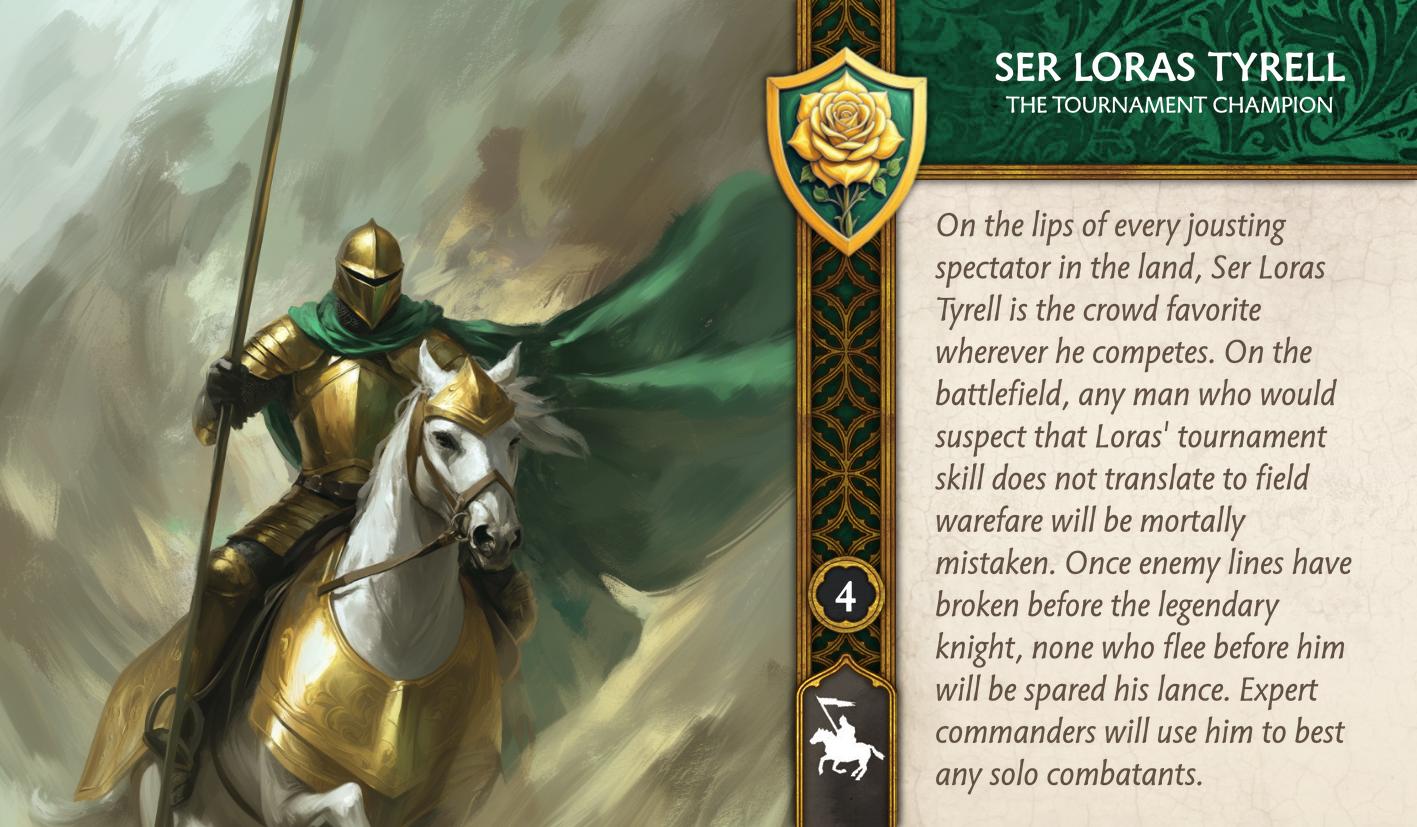 SER LORAS TYRELL
THE TOURNAMENT CHAMPION
On the lips of every jousting
spectator in the land, Ser Loras
Tyrell is the crowd favorite
wherever he competes. On the
battlefield, any man who would
suspect that Loras' tournament
skill does not translate to field
warefare will be mortally
mistaken. Once enemy lines have
broken before the legendary
knight, none who flee before him
will be spared his lance. Expert
commanders will use him to best
any solo combatants.
4